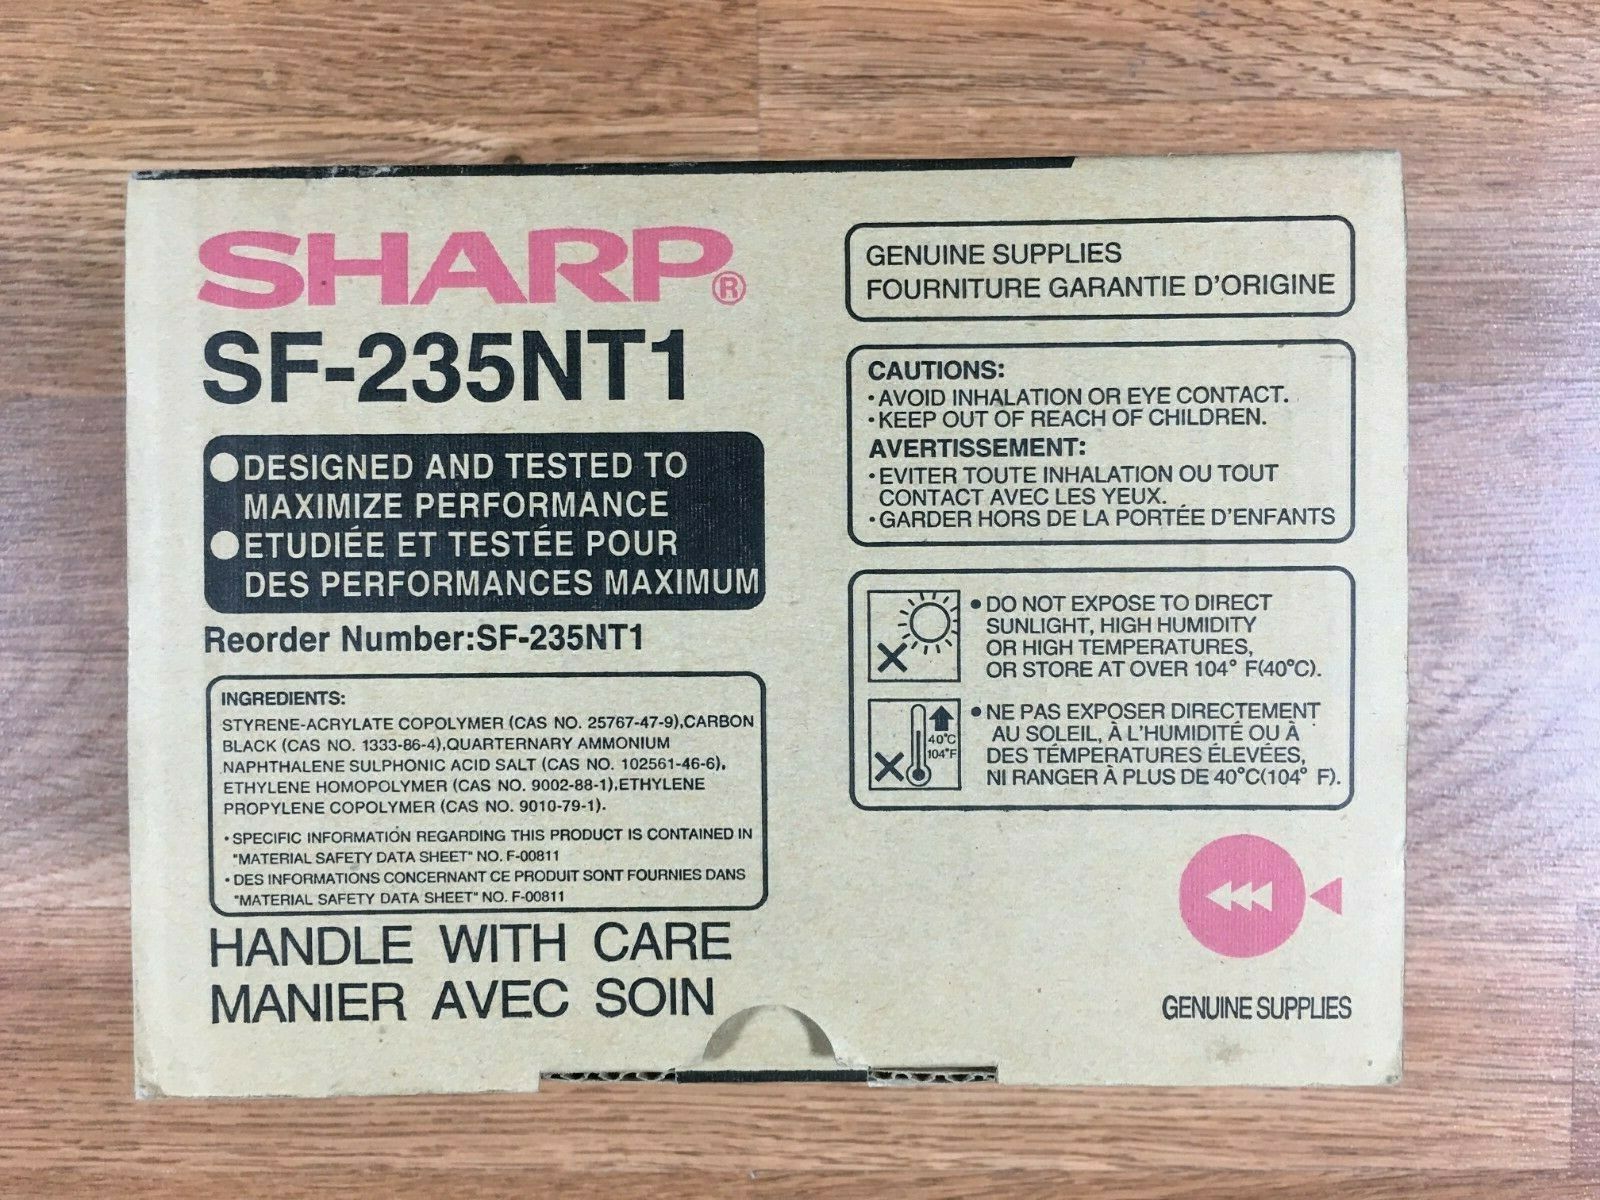 SHARP®
SF-235NT1
●DESIGNED AND TESTED TO
MAXIMIZE PERFORMANCE
●ETUDIÉE ET TESTÉE POUR
DES PERFORMANCES MAXIMUM
Reorder Number:SF-235NT1
INGREDIENTS:
STYRENE-ACRYLATE COPOLYMER (CAS NO. 25767-47-9),CARBON
BLACK (CAS NO. 1333-86-4),QUARTERNARY AMMONIUM
NAPHTHALENE SULPHONIC ACID SALT (CAS NO. 102561-46-6),
ETHYLENE HOMOPOLYMER (CAS NO. 9002-88-1),ETHYLENE
PROPYLENE COPOLYMER (CAS NO. 9010-79-1).
• SPECIFIC INFORMATION REGARDING THIS PRODUCT IS CONTAINED IN
"MATERIAL SAFETY DATA SHEET" NO. F-00811
• DES INFORMATIONS CONCERNANT CE PRODUIT SONT FOURNIES DANS
"MATERIAL SAFETY DATA SHEET" NO. F-00811
HANDLE WITH CARE
MANIER AVEC SOIN
GENUINE SUPPLIES
FOURNITURE GARANTIE D'ORIGINE
CAUTIONS:
• AVOID INHALATION OR EYE CONTACT.
• KEEP OUT OF REACH OF CHILDREN.
AVERTISSEMENT:
• EVITER TOUTE INHALATION OU TOUT
CONTACT AVEC LES YEUX.
• GARDER HORS DE LA PORTÉE D'ENFANTS
• DO NOT EXPOSE TO DIRECT
SUNLIGHT, HIGH HUMIDITY
OR HIGH TEMPERATURES,
OR STORE AT OVER 104° F(40°C).
40°C
104°F
• NE PAS EXPOSER DIRECTEMENT
AU SOLEIL, À L'HUMIDITÉ OU À
DES TÉMPERATURES ÉLEVÉES,
NI RANGER À PLUS DE 40°C(104° F).
GENUINE SUPPLIES